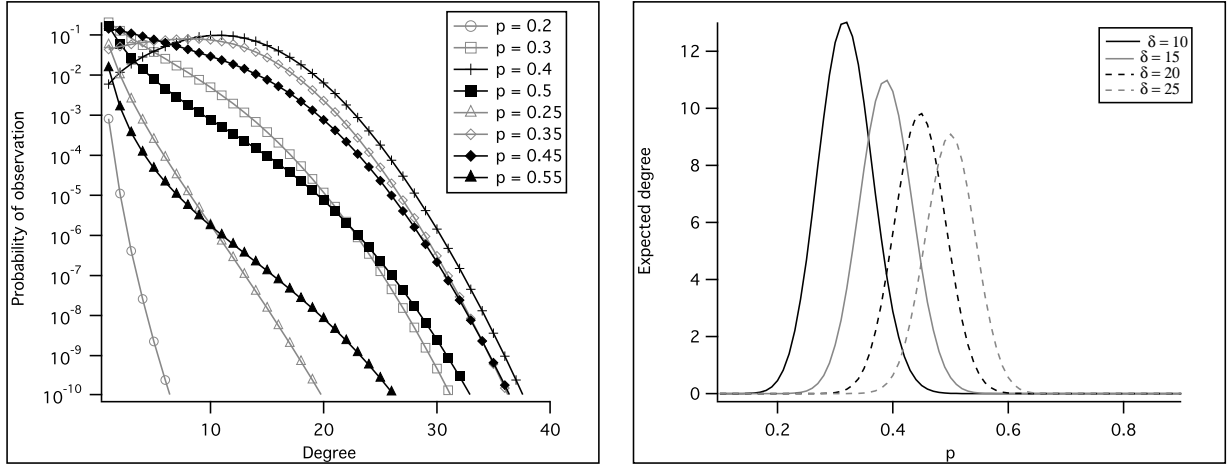 Probability of observation
10^-1
10^-2
10^-3
10^-4
10^-5
10^-6
10^-7
10^-8
10^-9
10^-10
10 20 30 40
Degree
p = 0.2
p = 0.3
p = 0.4
p = 0.5
p = 0.25
p = 0.35
p = 0.45
p = 0.55
Expected degree
12
10
8
6
4
2
0
0.2 0.4 0.6 0.8
p
δ = 10
δ = 15
δ = 20
δ = 25